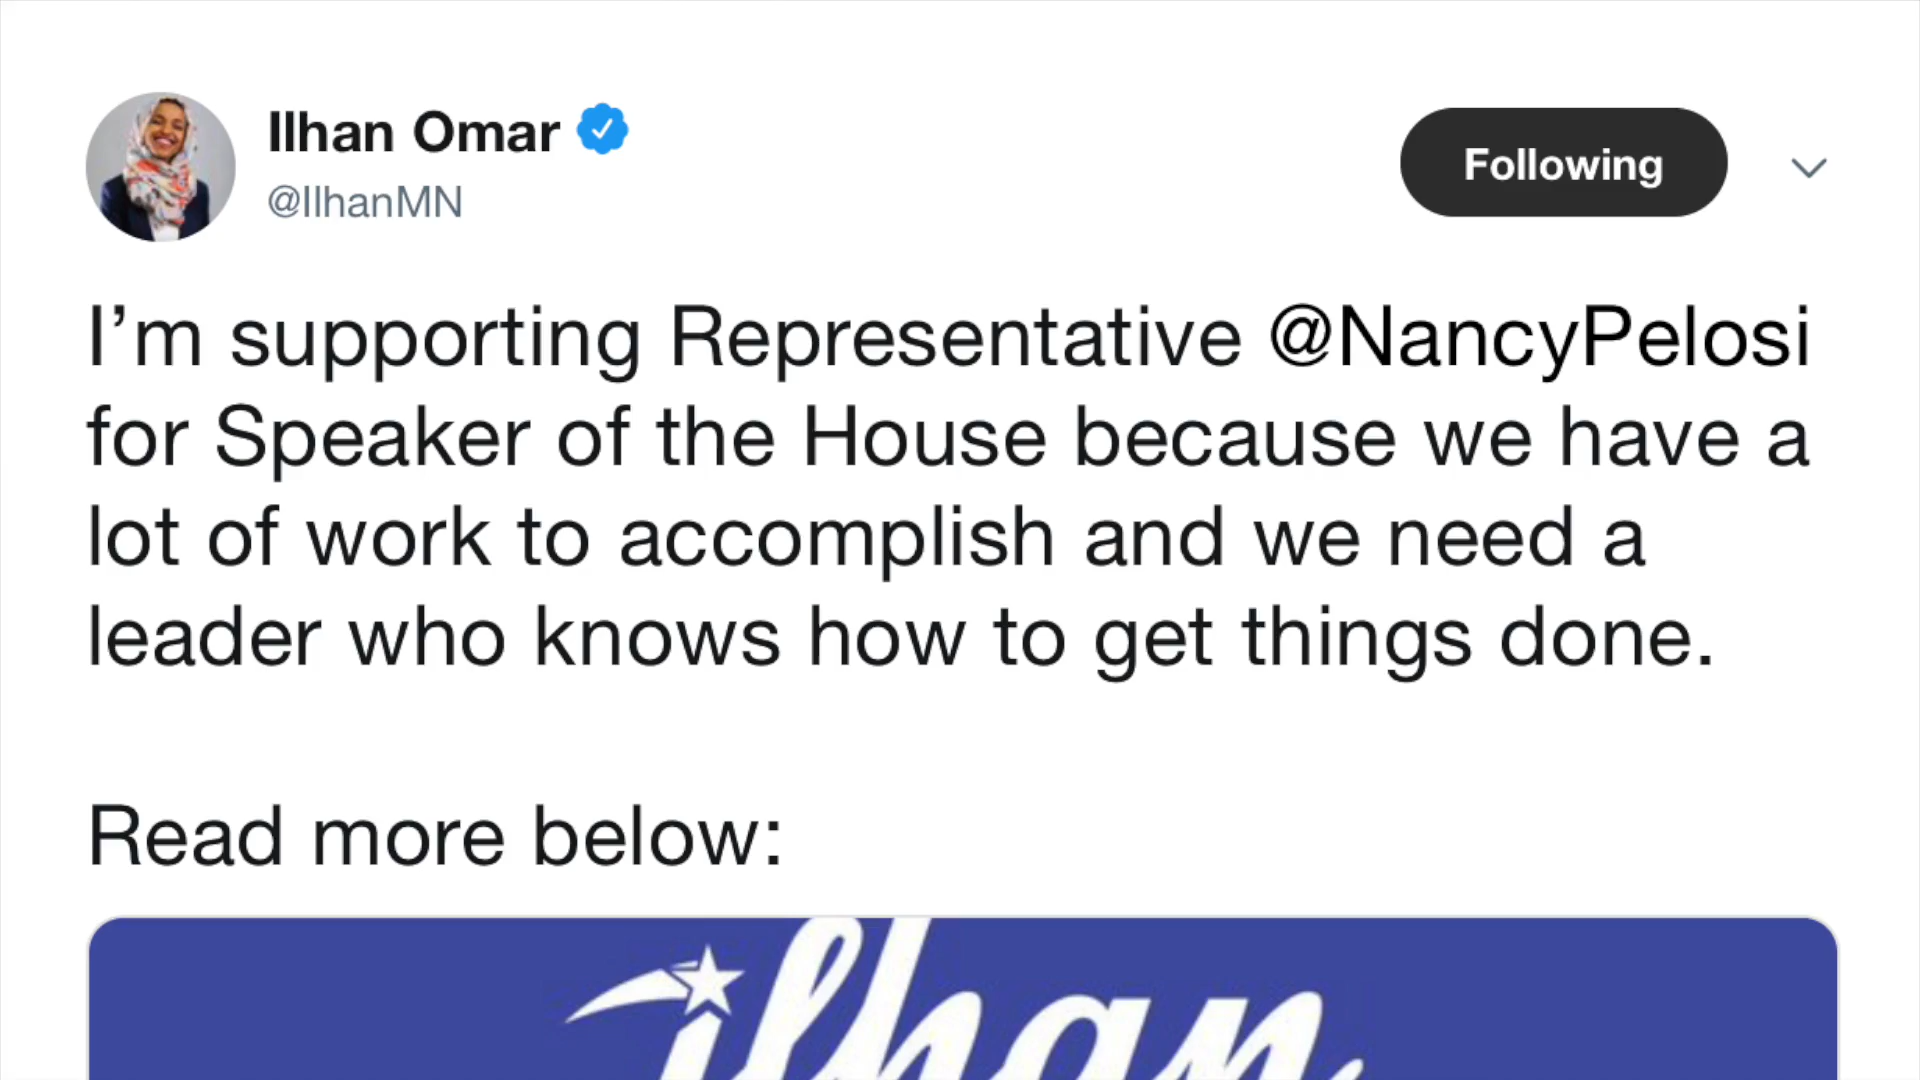 Ilhan Omar
@IlhanMN
Following
I’m supporting Representative @NancyPelosi
for Speaker of the House because we have a
lot of work to accomplish and we need a
leader who knows how to get things done.
Read more below:
ilhan